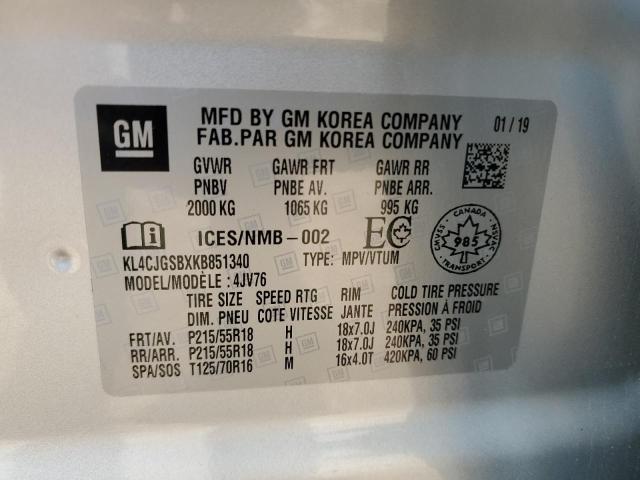 GM
MFD BY GM KOREA COMPANY 01 / 19
FAB.PAR GM KOREA COMPANY
GVWR GAWR FRT GAWR RR
PNBV PNBE AV. PNBE ARR.
2000 KG 1065 KG 995 KG
ICES/NMB-002 EC
CANADA
CMVSS 985 NSVAC
TRANSPORT
KL4CJGSBXKB851340 TYPE: MPV/VTUM
MODEL/MODÈLE : 4JV76
TIRE SIZE SPEED RTG RIM COLD TIRE PRESSURE
DIM. PNEU COTE VITESSE JANTE PRESSION À FROID
FRT/AV. P215/55R18 H 18x7.0J 240KPA, 35 PSI
RR/ARR. P215/55R18 H 18x7.0J 240KPA, 35 PSI
SPA/SOS T125/70R16 M 16x4.0T 420KPA, 60 PSI